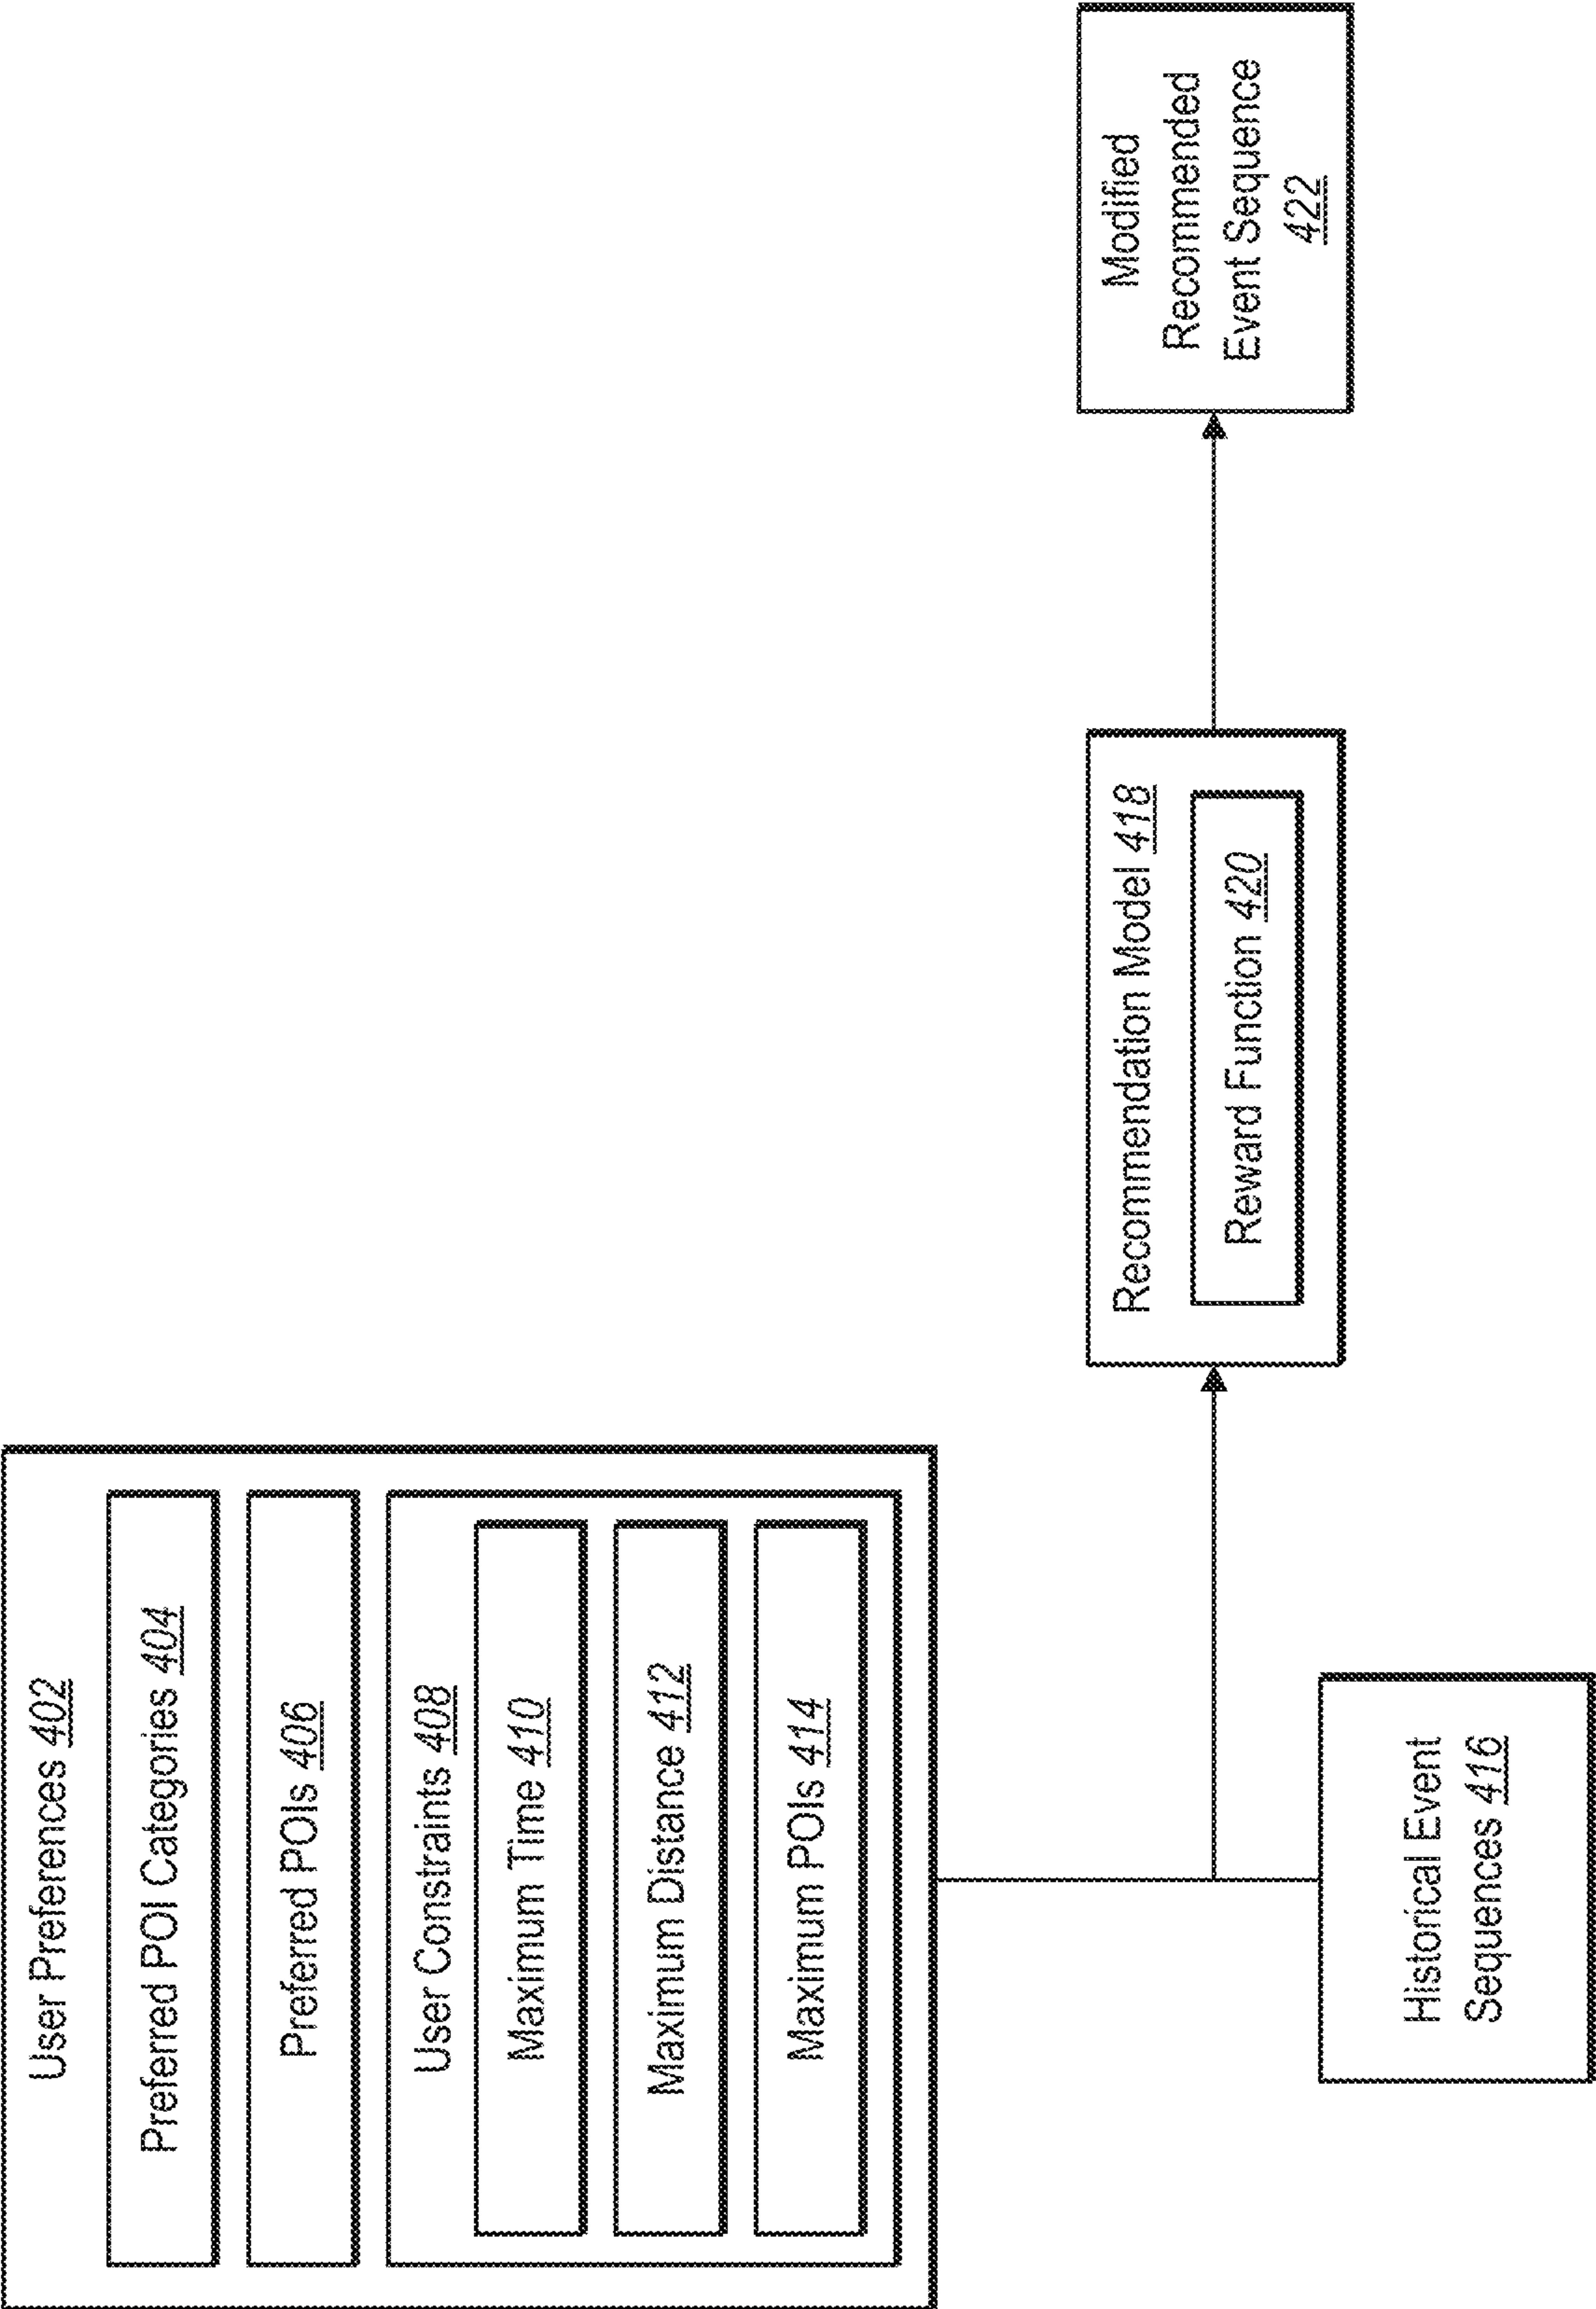 User Preferences 402
Preferred POI Categories 404
Preferred POIs 406
User Constraints 408
Maximum Time 410
Maximum Distance 412
Maximum POIs 414
Historical Event
Sequences 416
Recommendation Model 418
Reward Function 420
Modified
Recommended
Event Sequence
422